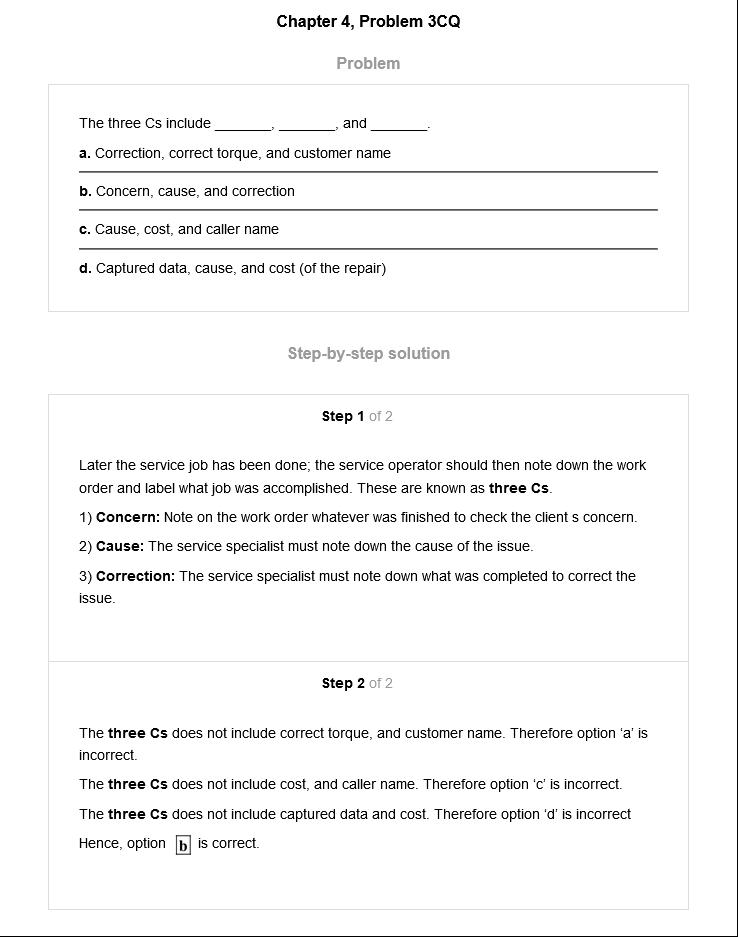 Chapter 4, Problem 3CQ
Problem
The three Cs include _______, _______, and _______.
a. Correction, correct torque, and customer name
b. Concern, cause, and correction
c. Cause, cost, and caller name
d. Captured data, cause, and cost (of the repair)
Step-by-step solution
Step 1 of 2
Later the service job has been done; the service operator should then note down the work
order and label what job was accomplished. These are known as three Cs.
1) Concern: Note on the work order whatever was finished to check the client s concern.
2) Cause: The service specialist must note down the cause of the issue.
3) Correction: The service specialist must note down what was completed to correct the
issue.
Step 2 of 2
The three Cs does not include correct torque, and customer name. Therefore option ‘a’ is
incorrect.
The three Cs does not include cost, and caller name. Therefore option ‘c’ is incorrect.
The three Cs does not include captured data and cost. Therefore option ‘d’ is incorrect
Hence, option b is correct.